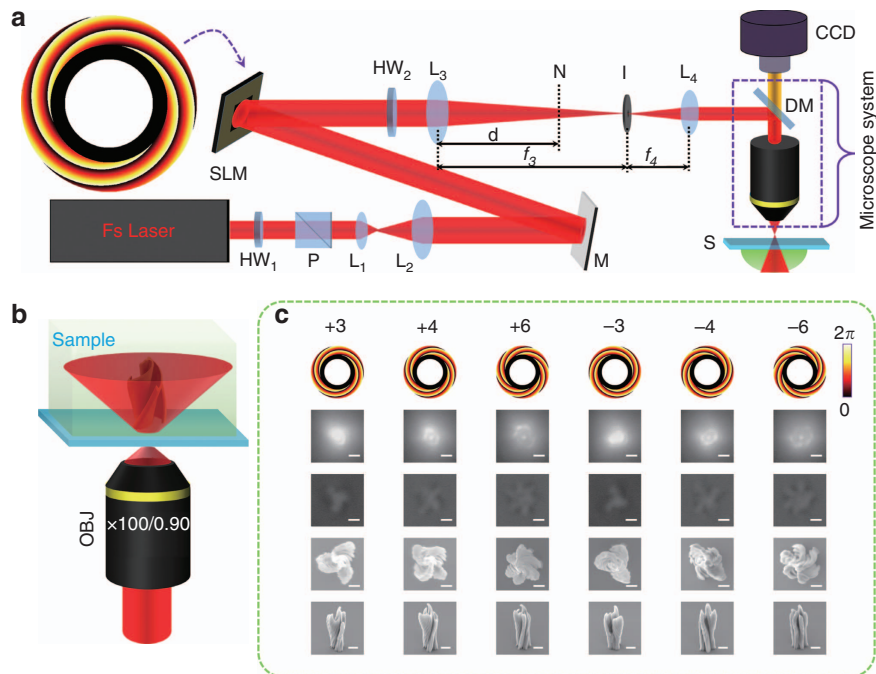 a
CCD
HW2
L3
N
I
L4
DM
Microscope system
d
f3
f4
SLM
Fs Laser
HW1
P
L1
L2
M
S
b
Sample
OBJ
×100/0.90
c
+3
+4
+6
−3
−4
−6
2π
0